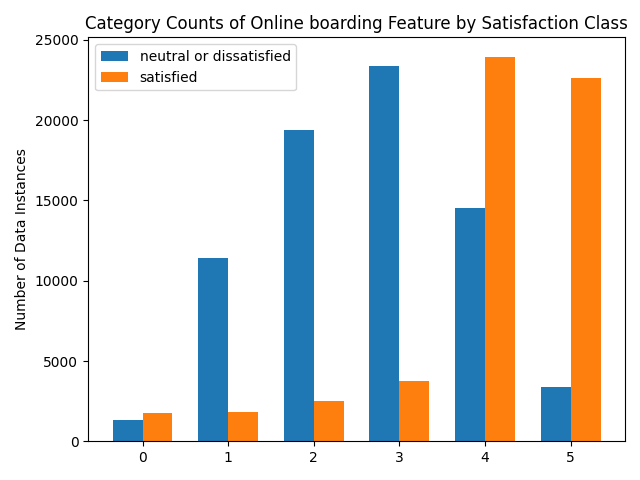 Category Counts of Online boarding Feature by Satisfaction Class
neutral or dissatisfied
satisfied
Number of Data Instances
25000
20000
15000
10000
5000
0
0 1 2 3 4 5